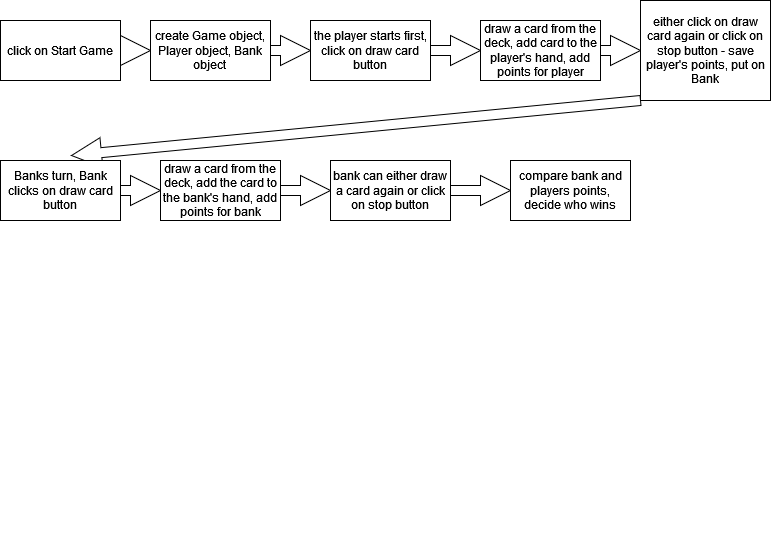 click on Start Game
create Game object,
Player object, Bank
object
the player starts first,
click on draw card
button
draw a card from the
deck, add card to the
player's hand, add
points for player
either click on draw
card again or click on
stop button - save
player's points, put on
Bank
Banks turn, Bank
clicks on draw card
button
draw a card from the
deck, add the card to
the bank's hand, add
points for bank
bank can either draw
a card again or click
on stop button
compare bank and
players points,
decide who wins